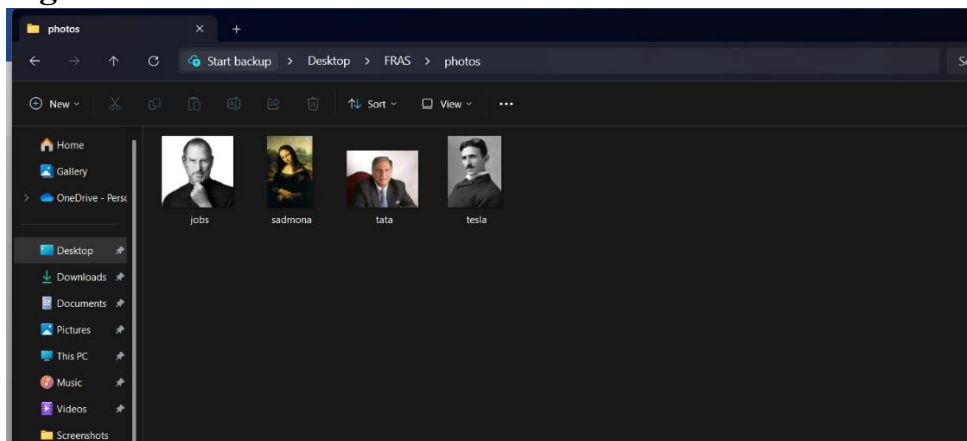 photos
Start backup > Desktop > FRAS > photos
New
Sort
View
Home
Gallery
OneDrive - Perso
jobs
sadmona
tata
tesla
Desktop
Downloads
Documents
Pictures
This PC
Music
Videos
Screenshots